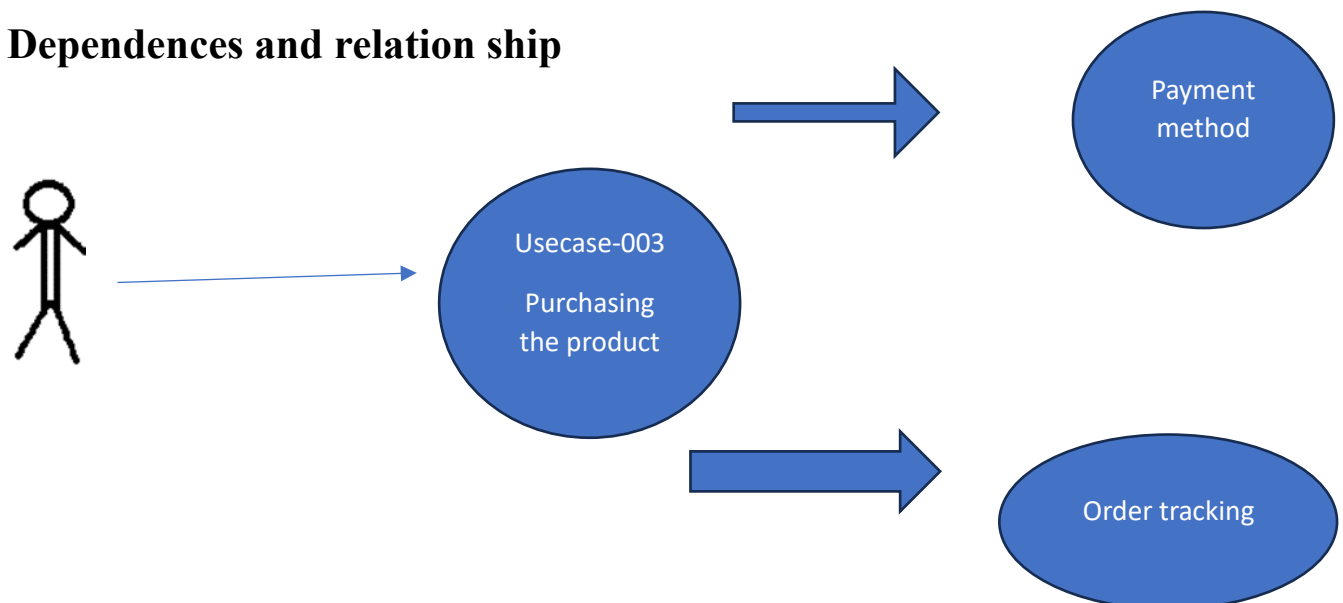 Dependences and relation ship
Payment
method
Usecase-003
Purchasing
the product
Order tracking